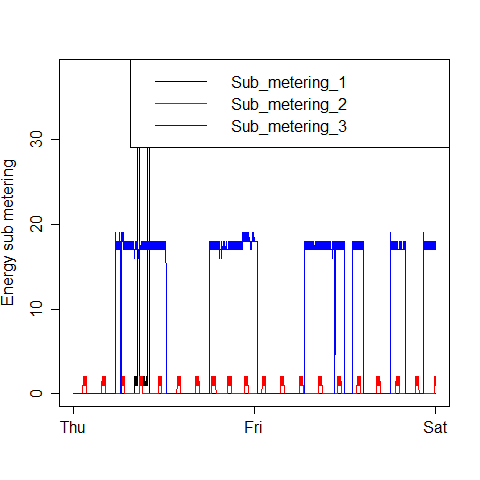 Sub_metering_1
Sub_metering_2
Sub_metering_3
Energy sub metering
30
20
10
0
Thu Fri Sat